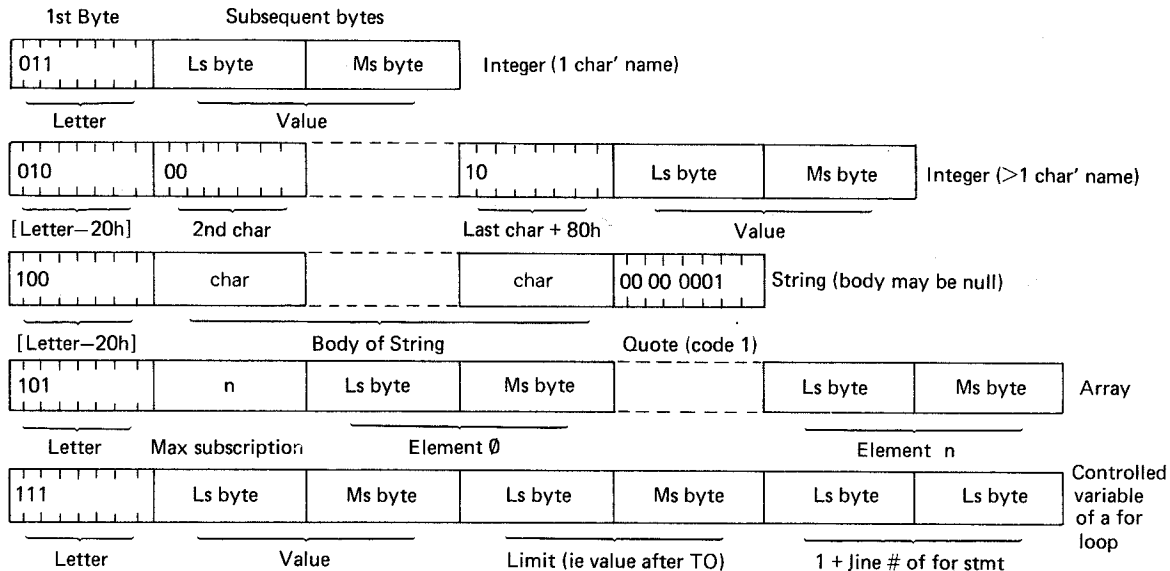 1st Byte Subsequent bytes
011 Ls byte Ms byte Integer (1 char' name)
Letter Value
010 00 10 Ls byte Ms byte Integer (>1 char' name)
[Letter—20h] 2nd char Last char + 80h Value
100 char char 00 00 0001 String (body may be null)
[Letter—20h] Body of String Quote (code 1)
101 n Ls byte Ms byte Ls byte Ms byte Array
Letter Max subscription Element Ø Element n
111 Ls byte Ms byte Ls byte Ms byte Ls byte Ls byte Controlled
variable
of a for
loop
Letter Value Limit (ie value after TO) 1 + line # of for stmt